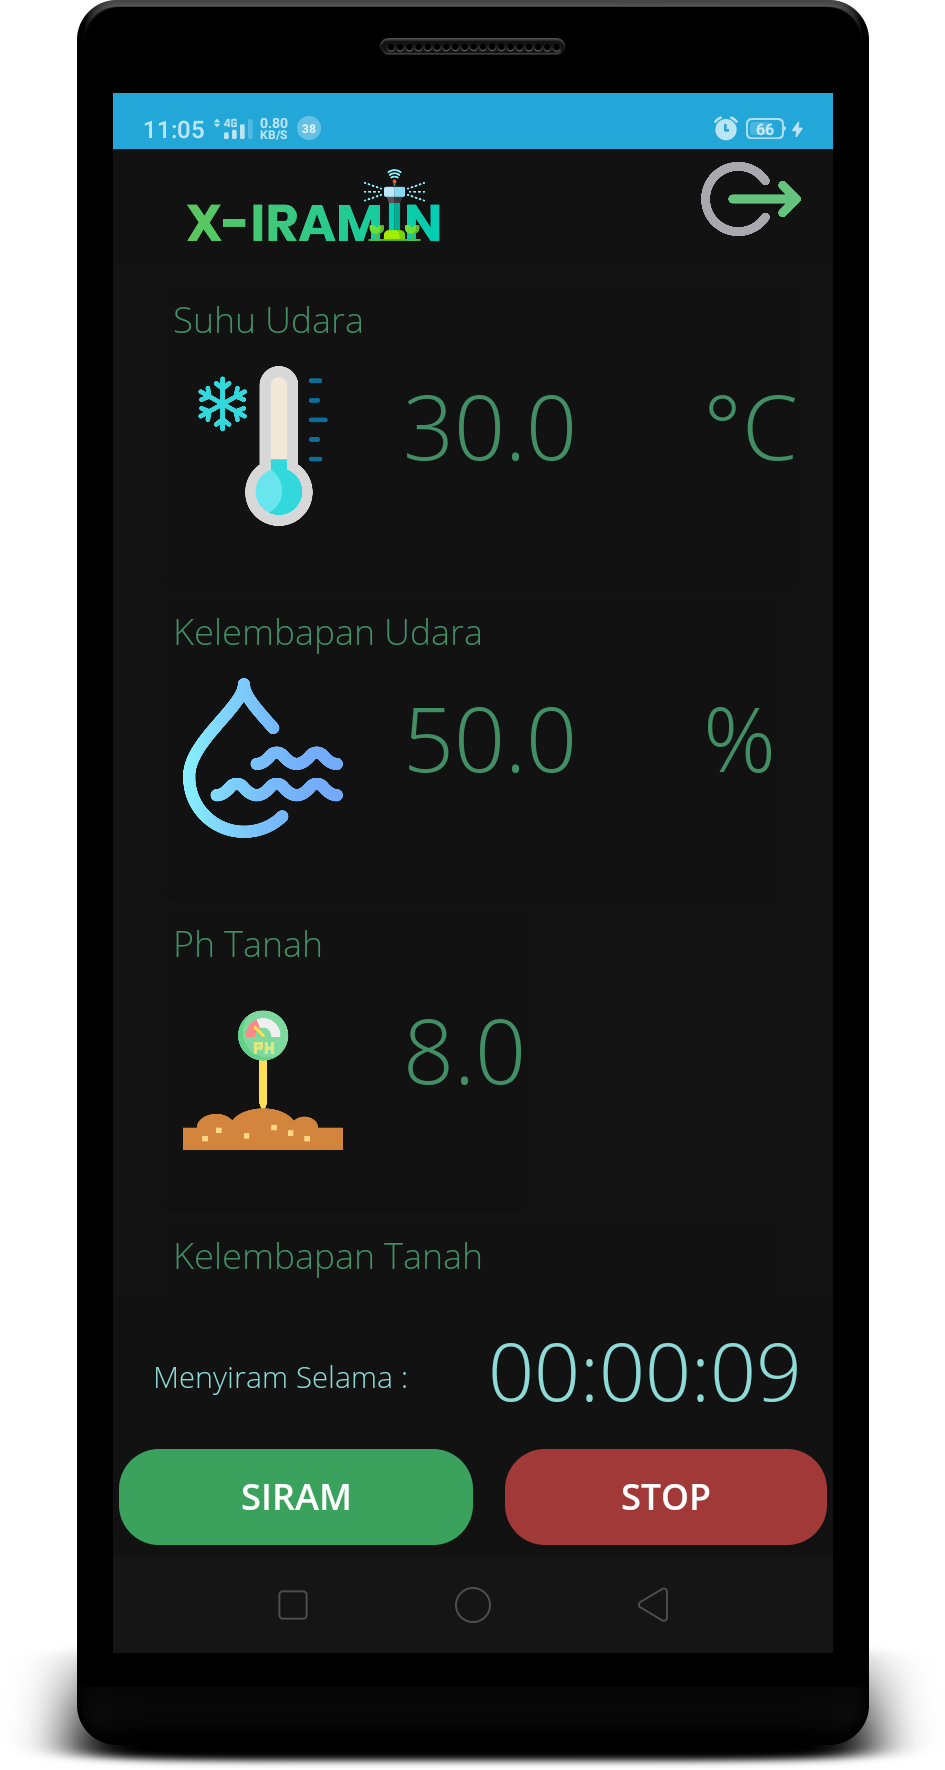 11:05 4G 0.80 KB/S 38 66
X-IRAMIN
Suhu Udara
30.0 °C
Kelembapan Udara
50.0 %
Ph Tanah
PH
8.0
Kelembapan Tanah
Menyiram Selama : 00:00:09
SIRAM STOP